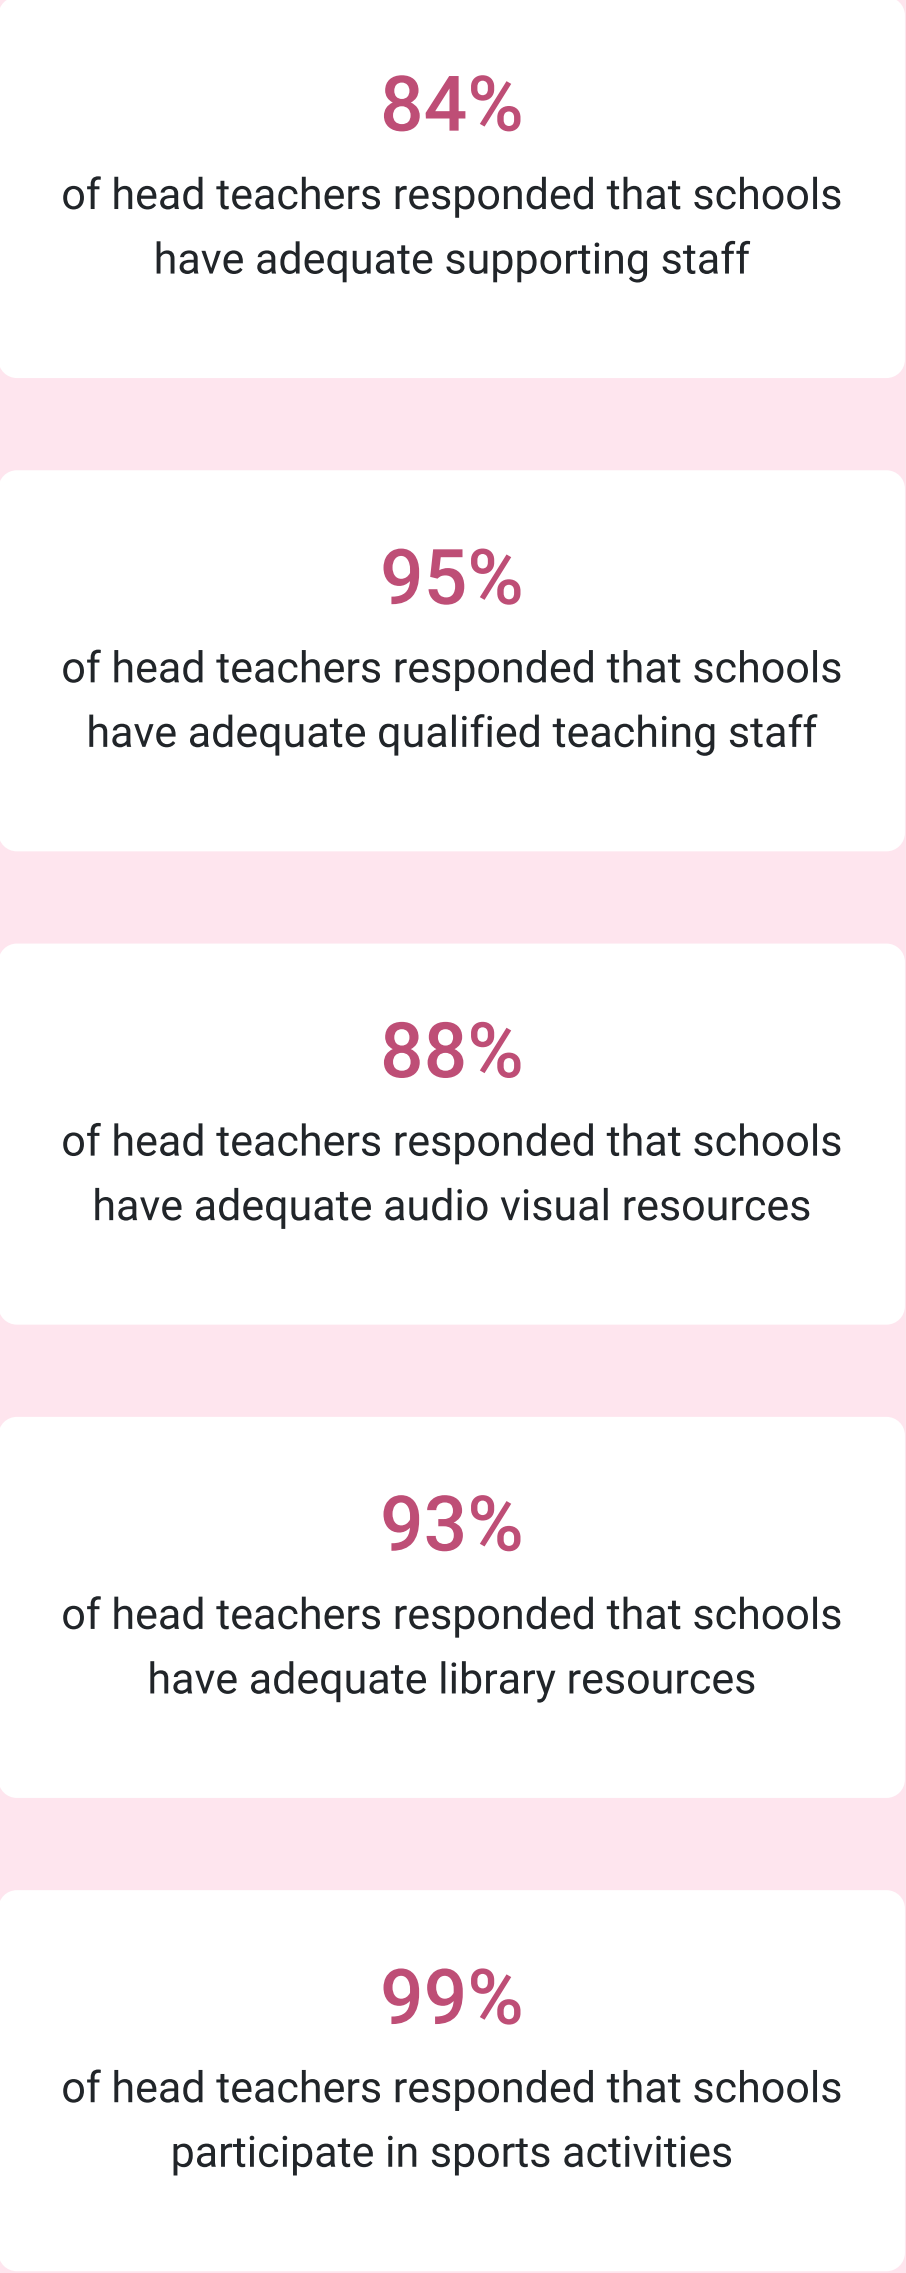 84%
of head teachers responded that schools
have adequate supporting staff
95%
of head teachers responded that schools
have adequate qualified teaching staff
88%
of head teachers responded that schools
have adequate audio visual resources
93%
of head teachers responded that schools
have adequate library resources
99%
of head teachers responded that schools
participate in sports activities